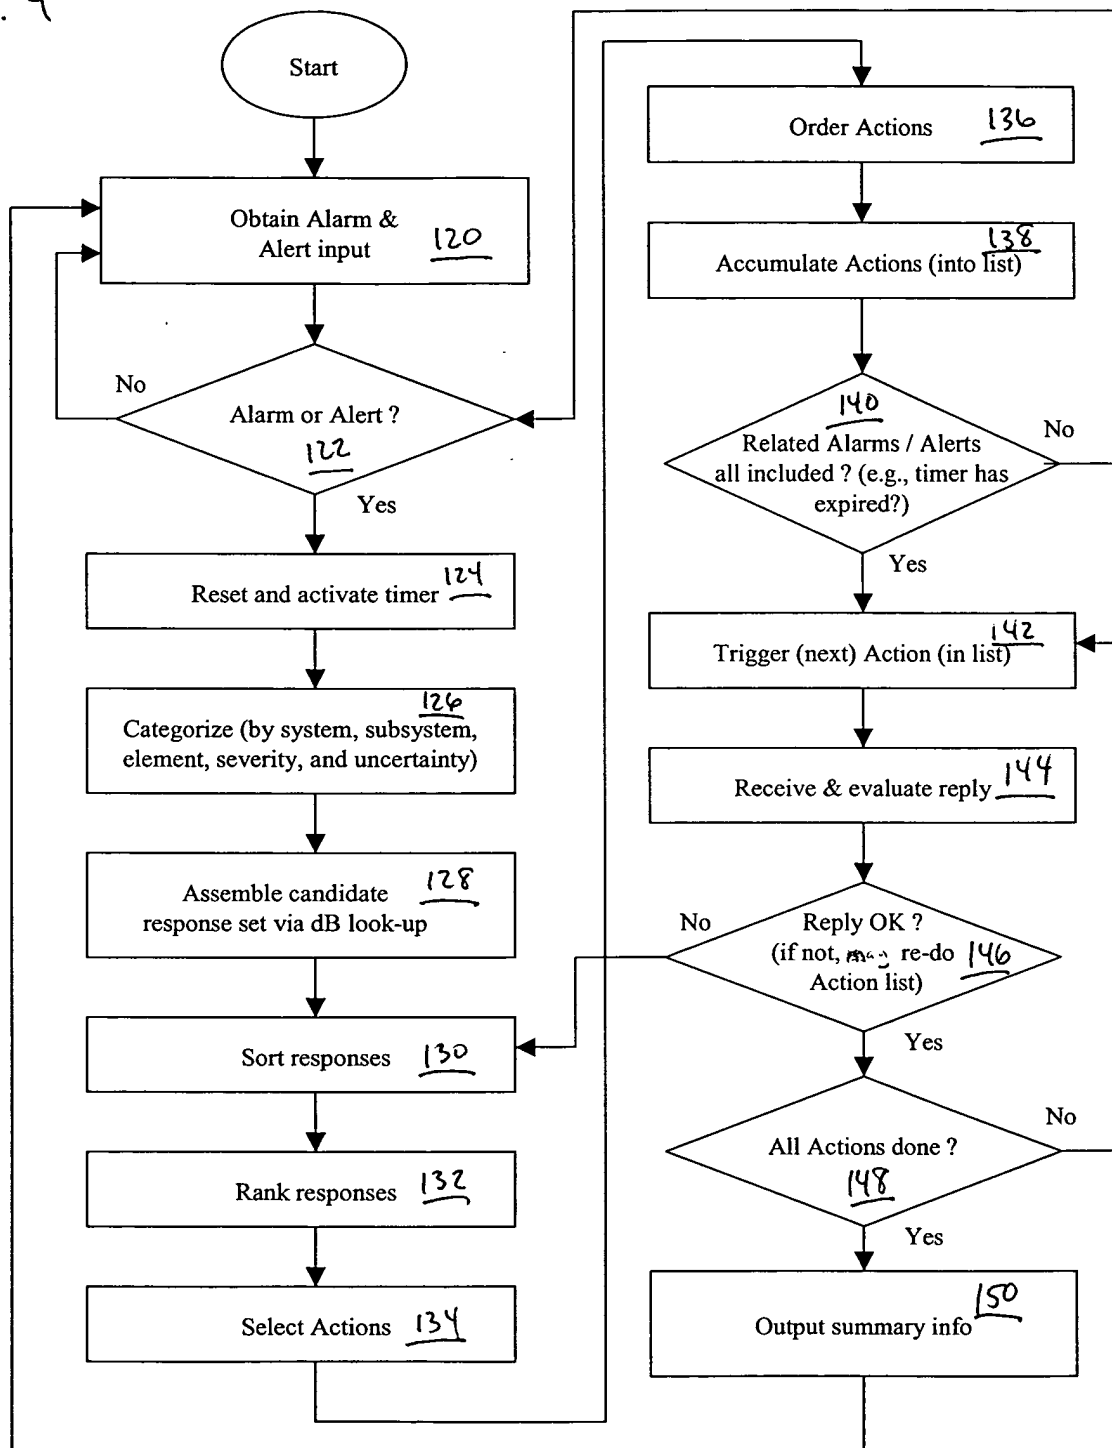 . 4
Start
Obtain Alarm &
Alert input 120
No
Alarm or Alert ?
122
Yes
Reset and activate timer 124
126
Categorize (by system, subsystem,
element, severity, and uncertainty)
Assemble candidate 128
response set via dB look-up
Sort responses 130
Rank responses 132
Select Actions 134
Order Actions 136
138
Accumulate Actions (into list)
140
Related Alarms / Alerts
all included ? (e.g., timer has
expired?)
No
Yes
142
Trigger (next) Action (in list)
Receive & evaluate reply 144
No
Reply OK ?
(if not, may re-do 146
Action list)
Yes
No
All Actions done ?
148
Yes
150
Output summary info